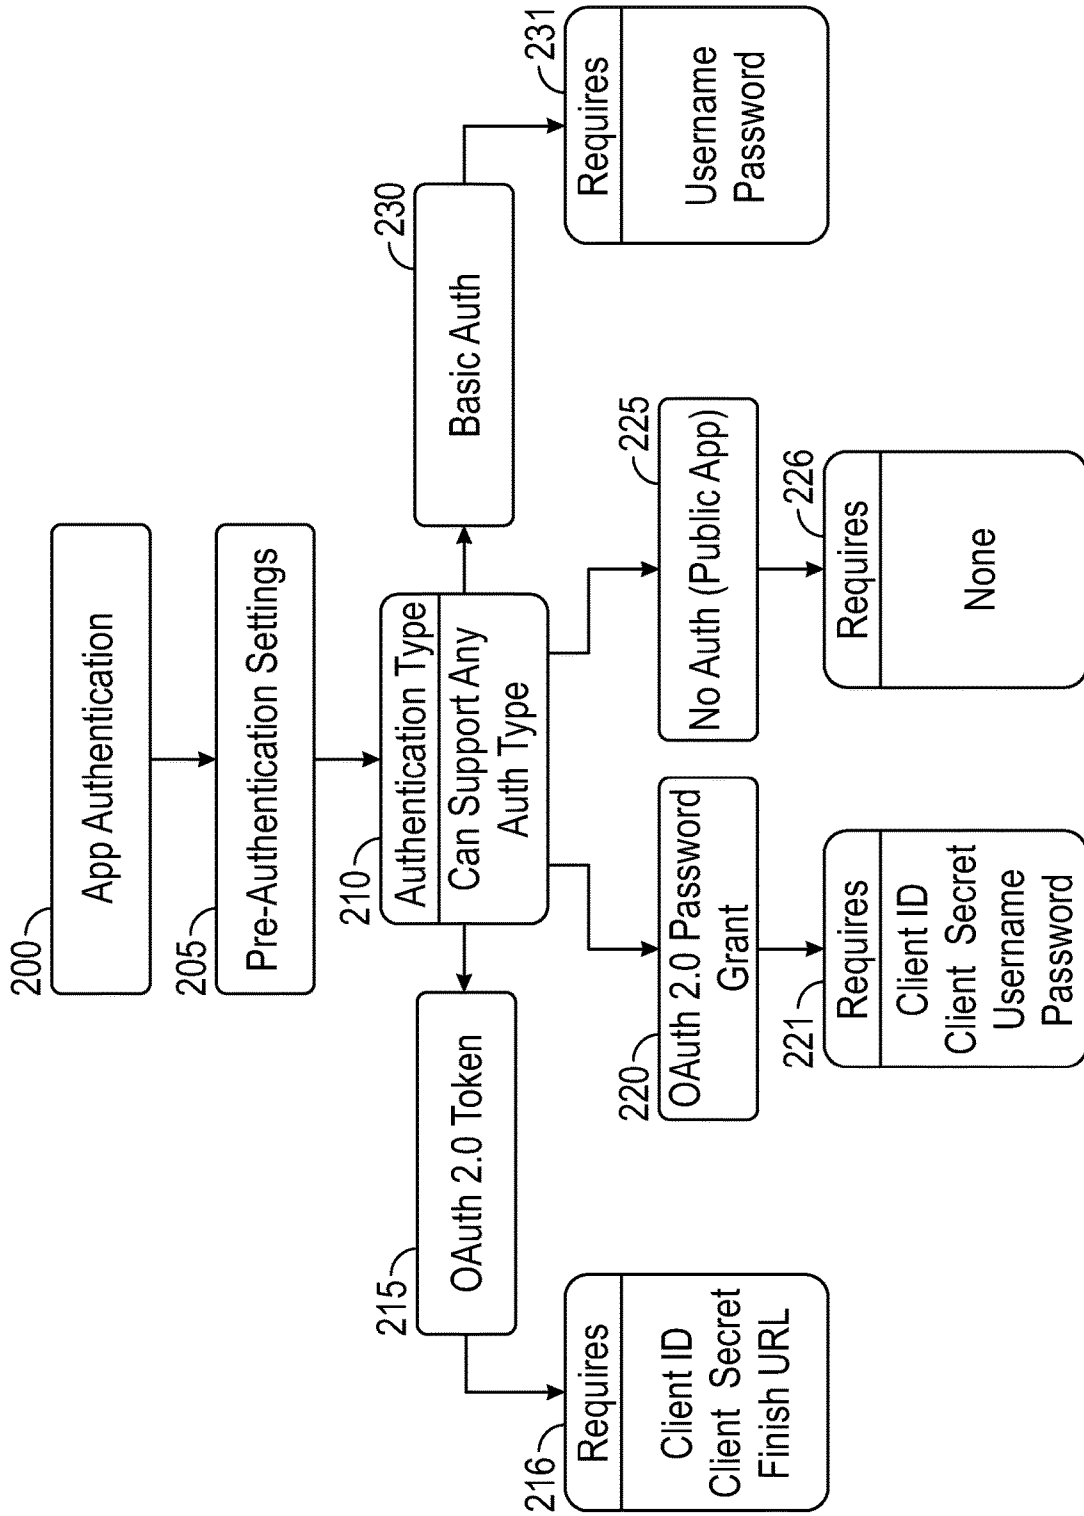 200
App Authentication
205
Pre-Authentication Settings
210
Authentication Type
Can Support Any
Auth Type
215
OAuth 2.0 Token
216
Requires
Client ID
Client Secret
Finish URL
220
OAuth 2.0 Password
Grant
221
Requires
Client ID
Client Secret
Username
Password
225
No Auth (Public App)
226
Requires
None
230
Basic Auth
231
Requires
Username
Password